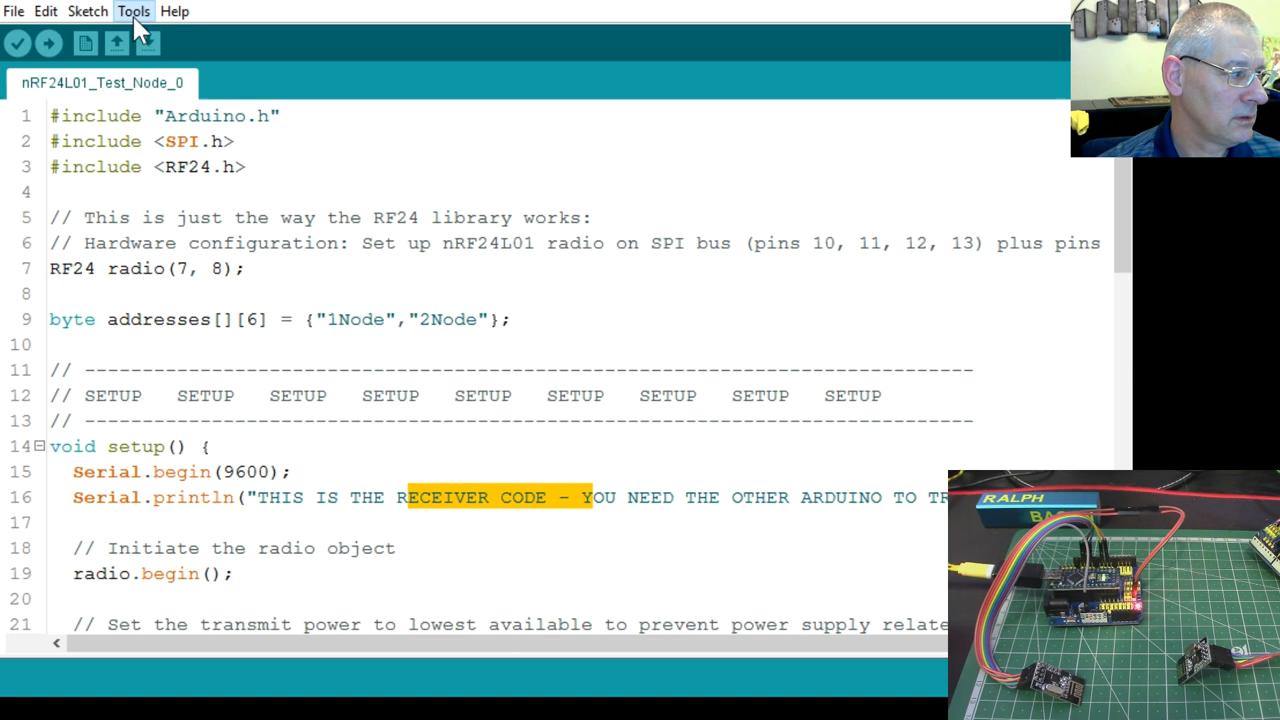 File Edit Sketch Tools Help
nRF24L01_Test_Node_0
1 #include "Arduino.h"
2 #include <SPI.h>
3 #include <RF24.h>
4
5 // This is just the way the RF24 library works:
6 // Hardware configuration: Set up nRF24L01 radio on SPI bus (pins 10, 11, 12, 13) plus pins
7 RF24 radio(7, 8);
8
9 byte addresses[][6] = {"1Node","2Node"};
10
11 // -----------------------------------------------------------------------------
12 // SETUP   SETUP   SETUP   SETUP   SETUP   SETUP   SETUP   SETUP   SETUP
13 // -----------------------------------------------------------------------------
14 void setup() {
15   Serial.begin(9600);
16   Serial.println("THIS IS THE RECEIVER CODE - YOU NEED THE OTHER ARDUINO TO TR
17
18   // Initiate the radio object
19   radio.begin();
20
21   // Set the transmit power to lowest available to prevent power supply relate
RALPH